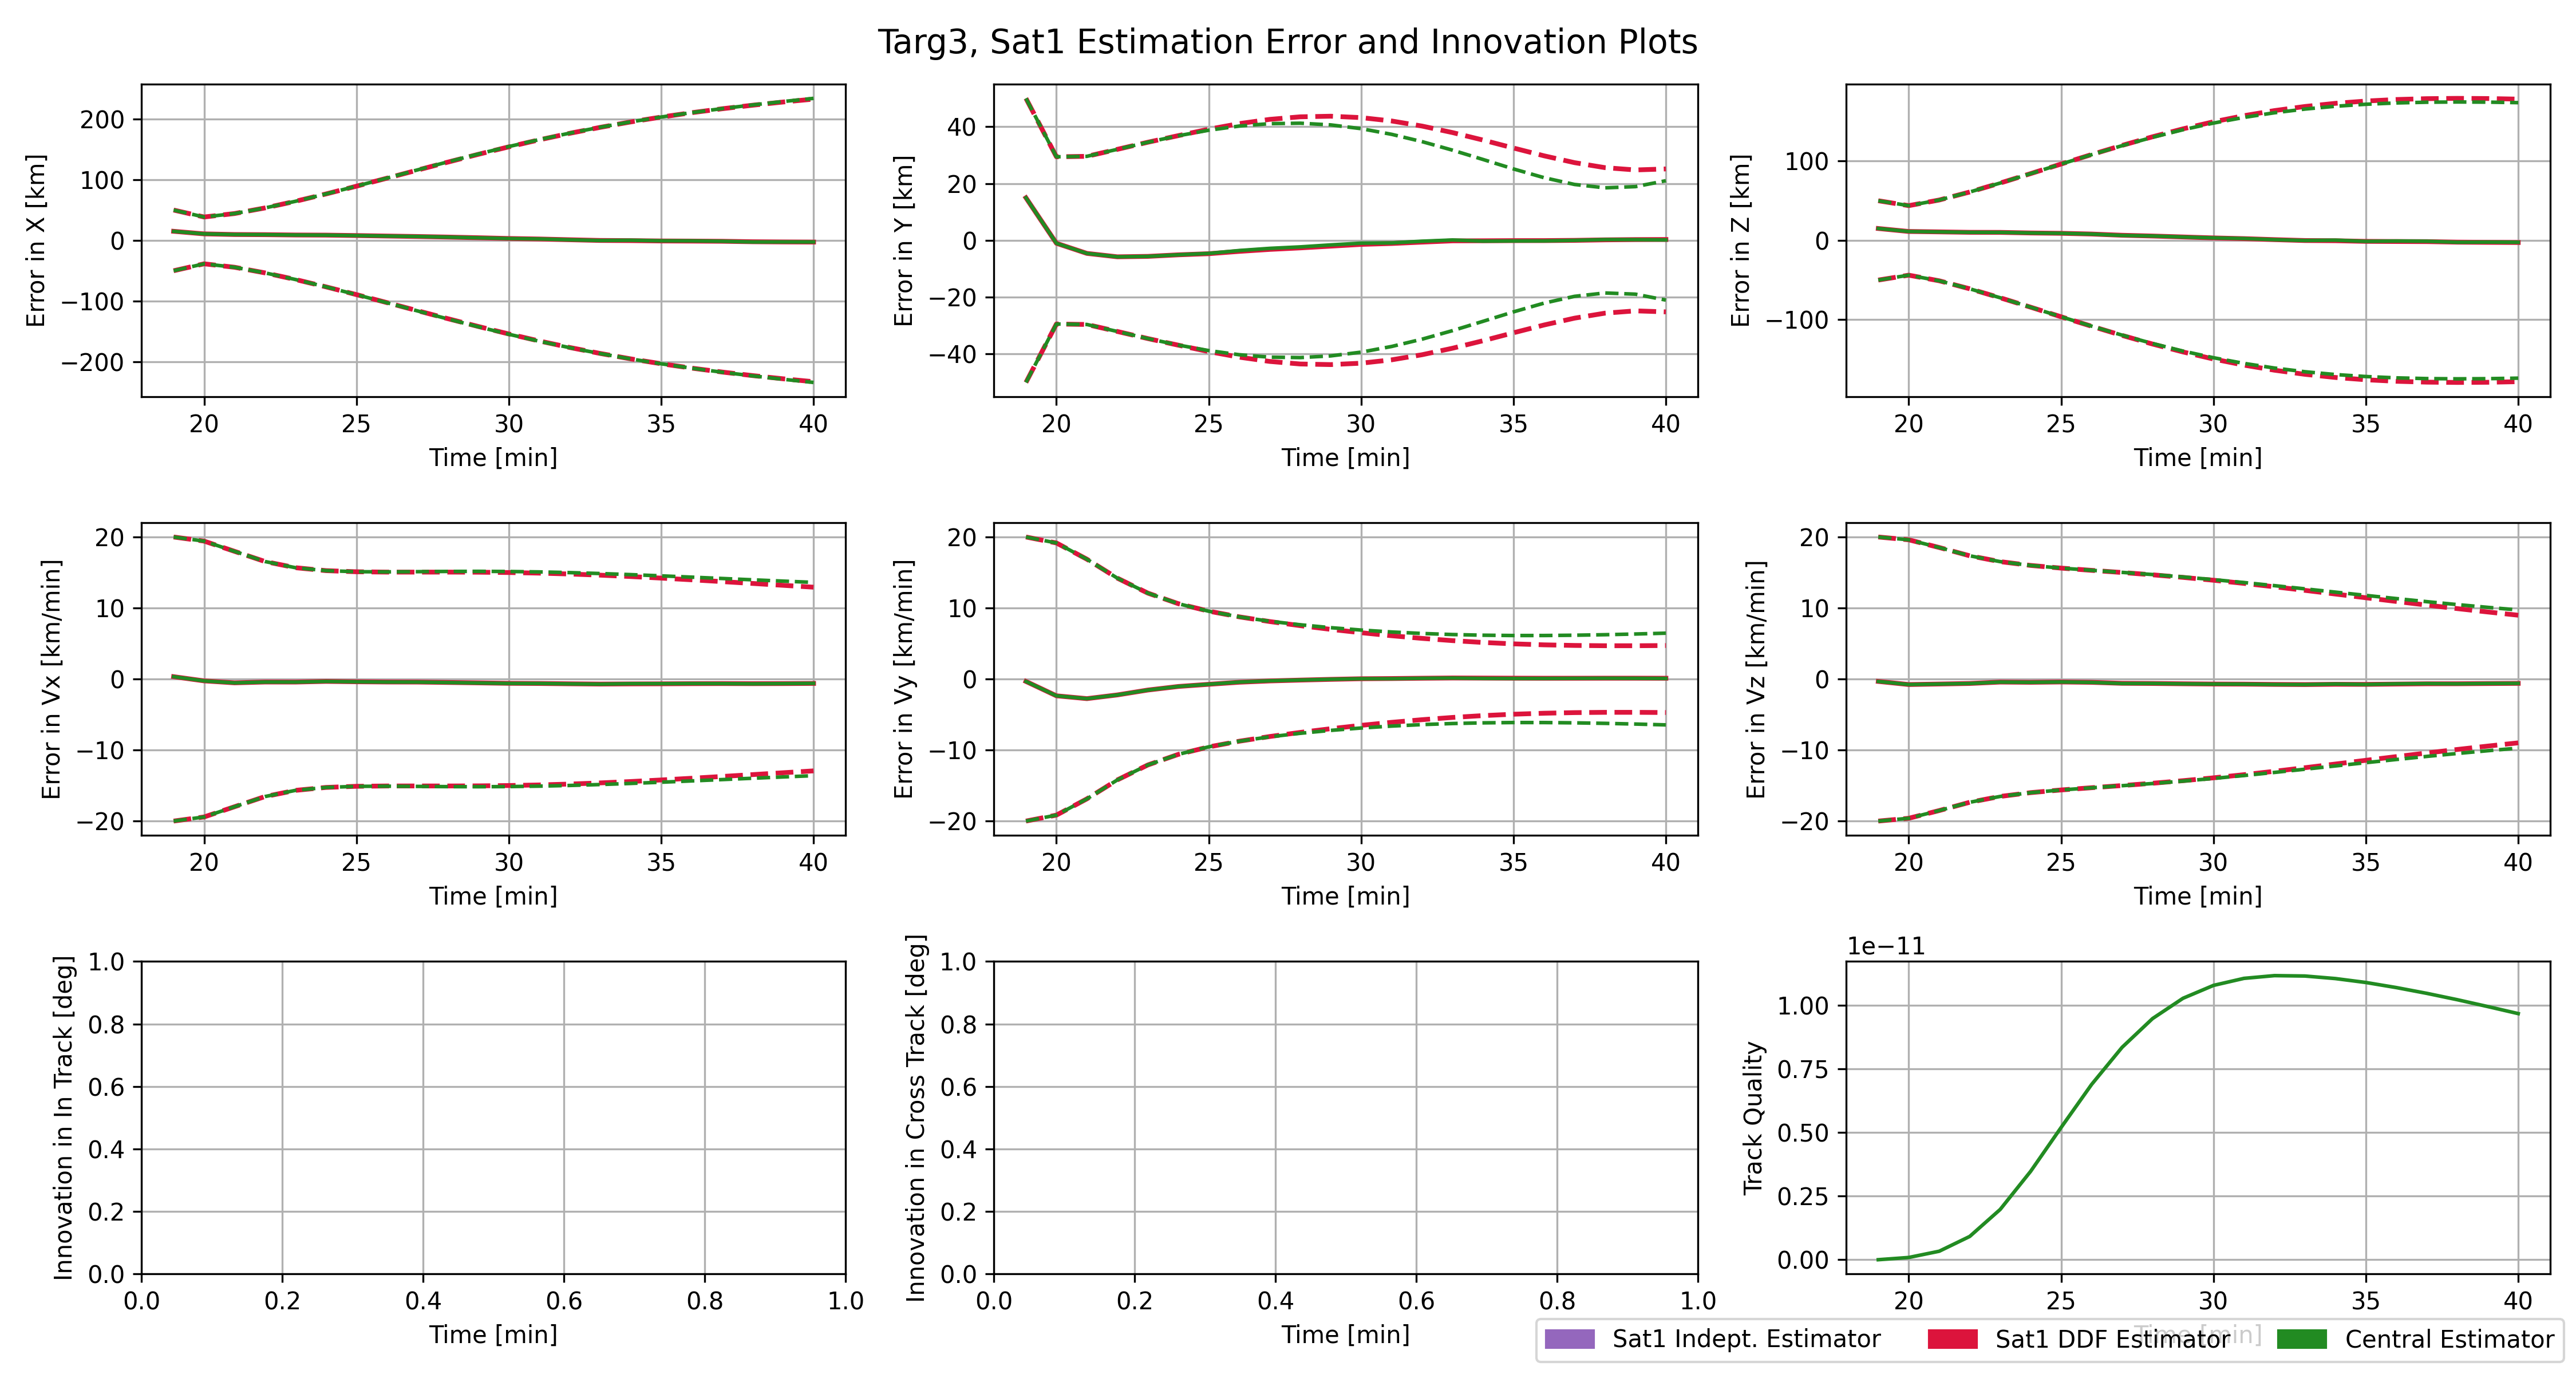 Targ3, Sat1 Estimation Error and Innovation Plots
Error in X [km]
200
100
0
−100
−200
20 25 30 35 40
Time [min]
Error in Y [km]
40
20
0
−20
−40
20 25 30 35 40
Time [min]
Error in Z [km]
100
0
−100
20 25 30 35 40
Time [min]
Error in Vx [km/min]
20
10
0
−10
−20
20 25 30 35 40
Time [min]
Error in Vy [km/min]
20
10
0
−10
−20
20 25 30 35 40
Time [min]
Error in Vz [km/min]
20
10
0
−10
−20
20 25 30 35 40
Time [min]
Innovation in In Track [deg]
1.0
0.8
0.6
0.4
0.2
0.0
0.0 0.2 0.4 0.6 0.8 1.0
Time [min]
Innovation in Cross Track [deg]
1.0
0.8
0.6
0.4
0.2
0.0
0.0 0.2 0.4 0.6 0.8 1.0
Time [min]
1e−11
Track Quality
1.00
0.75
0.50
0.25
0.00
20 25 30 35 40
Time [min]
Sat1 Indept. Estimator Sat1 DDF Estimator Central Estimator